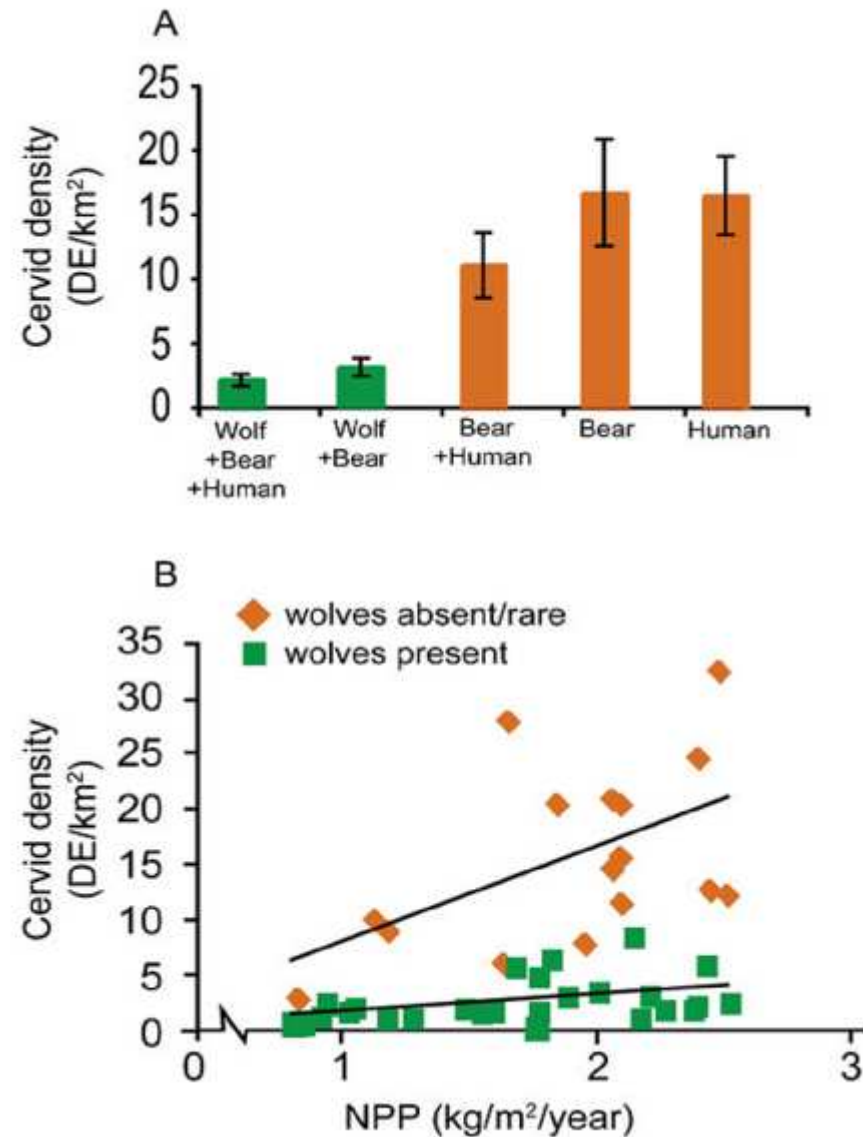 A
Cervid density
(DE/km²)
25
20
15
10
5
0
Wolf
+Bear
+Human
Wolf
+Bear
Bear
+Human
Bear
Human
B
wolves absent/rare
wolves present
Cervid density
(DE/km²)
35
30
25
20
15
10
5
0
0
1
2
3
NPP (kg/m²/year)